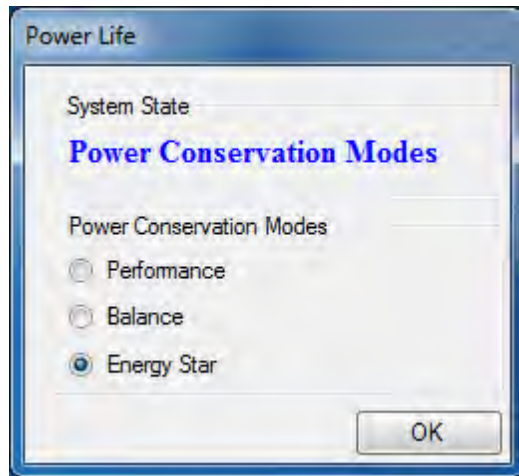 Power Life
System State
Power Conservation Modes
Power Conservation Modes
Performance
Balance
Energy Star
OK